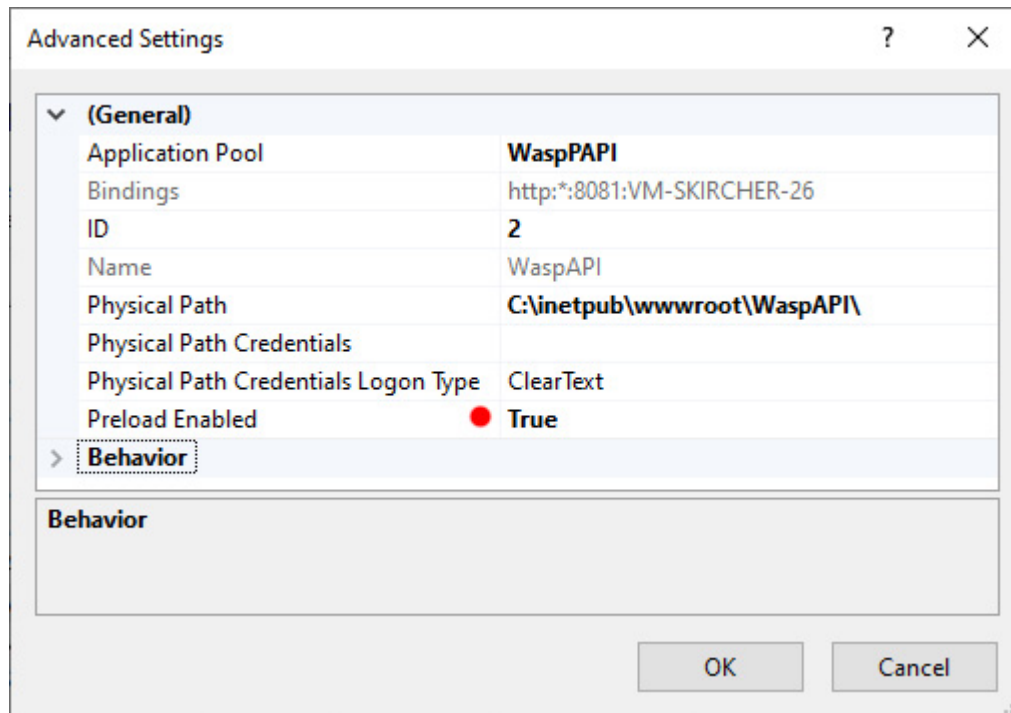 Advanced Settings ?
(General)
Application Pool WaspPAPI
Bindings http:*:8081:VM-SKIRCHER-26
ID 2
Name WaspAPI
Physical Path C:\inetpub\wwwroot\WaspAPI\
Physical Path Credentials
Physical Path Credentials Logon Type ClearText
Preload Enabled True
Behavior
Behavior
OK Cancel